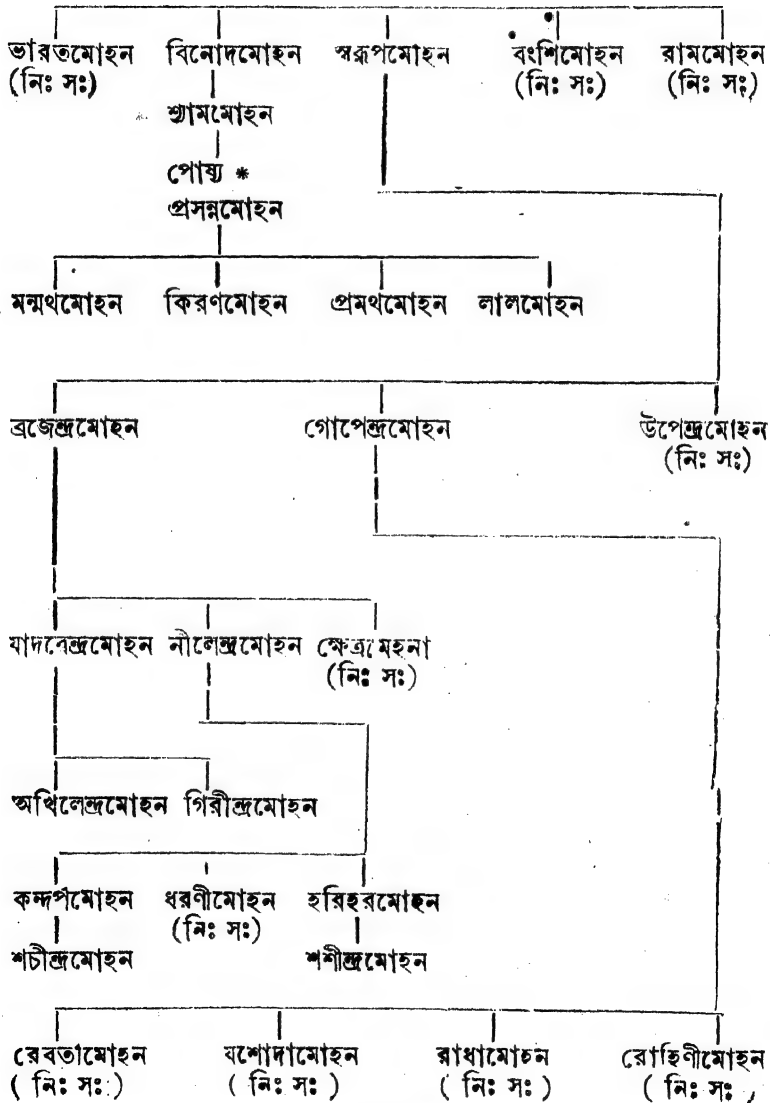 ভারতমোহন বিনোদমোহন স্বরূপমোহন বংশিমোহন রামমোহন
(নিঃ সঃ) (নিঃ সঃ) (নিঃ সঃ)
শ্যামমোহন
পোষ্য *
প্রসন্নমোহন
মন্মথমোহন কিরণমোহন প্রমথমোহন লালমোহন
ব্রজেন্দ্রমোহন গোপেন্দ্রমোহন উপেন্দ্রমোহন
(নিঃ সঃ)
যাদবেন্দ্রমোহন নীলেন্দ্রমোহন ক্ষেত্রমেহনা
(নিঃ সঃ)
অখিলেন্দ্রমোহন গিরীন্দ্রমোহন
কন্দর্পমোহন ধরণীমোহন হরিহরমোহন
(নিঃ সঃ)
শচীন্দ্রমোহন শশীন্দ্রমোহন
রেবতীমোহন যশোদামোহন রাধামোহন রোহিণীমোহন
( নিঃ সঃ ) ( নিঃ সঃ ) ( নিঃ সঃ ) ( নিঃ সঃ )